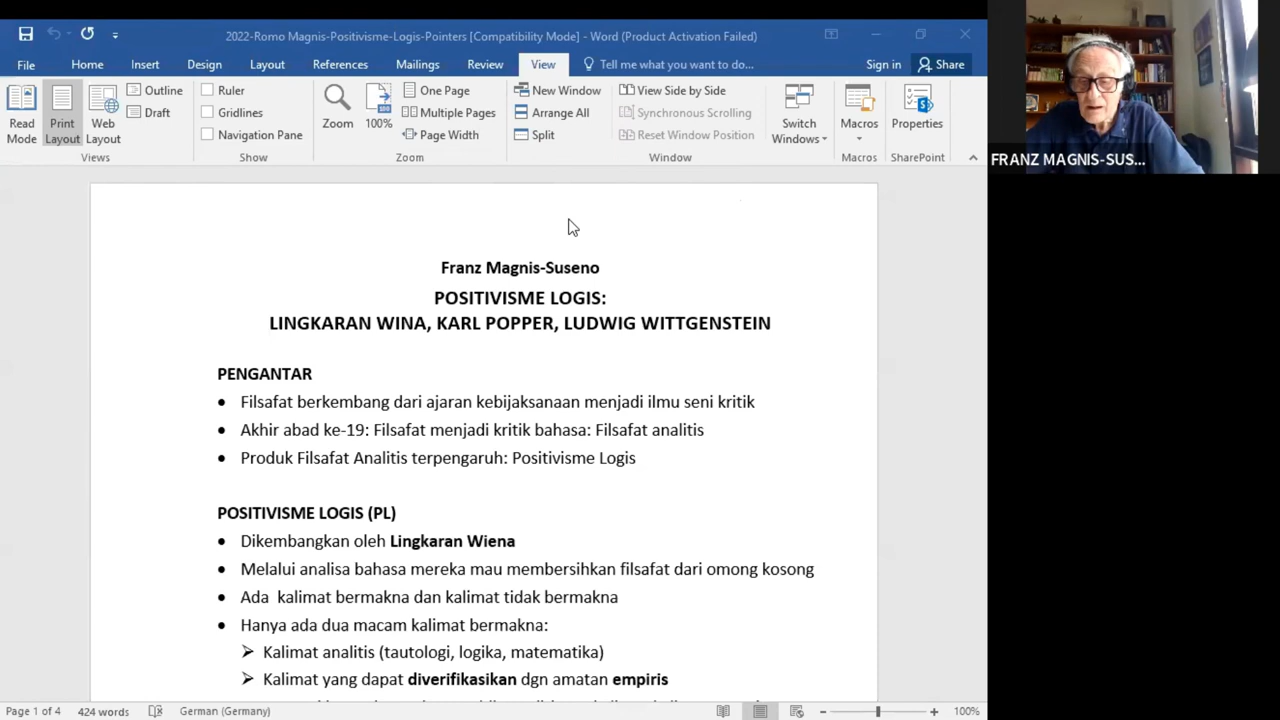 2022-Romo Magnis-Positivisme-Logis-Pointers [Compatibility Mode] - Word (Product Activation Failed)
File Home Insert Design Layout References Mailings Review View Tell me what you want to do... Sign in Share
Read Mode
Print Layout
Web Layout
Outline
Draft
Views
Ruler
Gridlines
Navigation Pane
Show
Zoom
100%
One Page
Multiple Pages
Page Width
Zoom
New Window
Arrange All
Split
View Side by Side
Synchronous Scrolling
Reset Window Position
Switch Windows
Window
Macros
Macros
Properties
SharePoint
FRANZ MAGNIS-SUS...
Franz Magnis-Suseno
POSITIVISME LOGIS:
LINGKARAN WINA, KARL POPPER, LUDWIG WITTGENSTEIN
PENGANTAR
• Filsafat berkembang dari ajaran kebijaksanaan menjadi ilmu seni kritik
• Akhir abad ke-19: Filsafat menjadi kritik bahasa: Filsafat analitis
• Produk Filsafat Analitis terpengaruh: Positivisme Logis
POSITIVISME LOGIS (PL)
• Dikembangkan oleh Lingkaran Wiena
• Melalui analisa bahasa mereka mau membersihkan filsafat dari omong kosong
• Ada  kalimat bermakna dan kalimat tidak bermakna
• Hanya ada dua macam kalimat bermakna:
➢ Kalimat analitis (tautologi, logika, matematika)
➢ Kalimat yang dapat diverifikasikan dgn amatan empiris
Page 1 of 4 424 words German (Germany) 100%